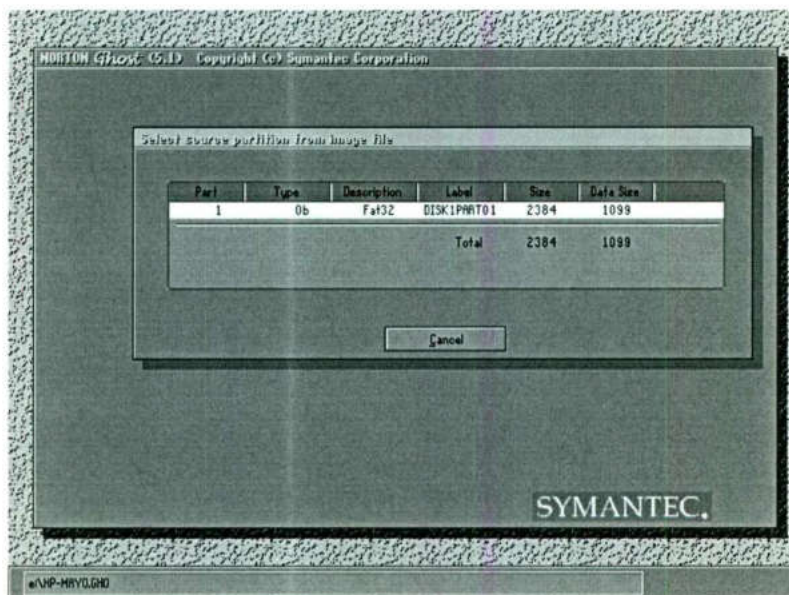 NORTON Ghost (5.1) Copyright (c) Symantec Corporation
Select source partition from image file
Part Type Description Label Size Data Size
1 0b Fat32 DISK1PART01 2384 1099
Total 2384 1099
Cancel
SYMANTEC.
e:\XP-MAYO.GHO